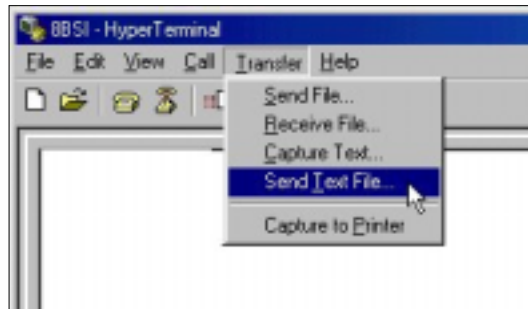 8BSI - HyperTerminal
File Edit View Call Transfer Help
Send File...
Receive File...
Capture Text...
Send Text File...
Capture to Printer